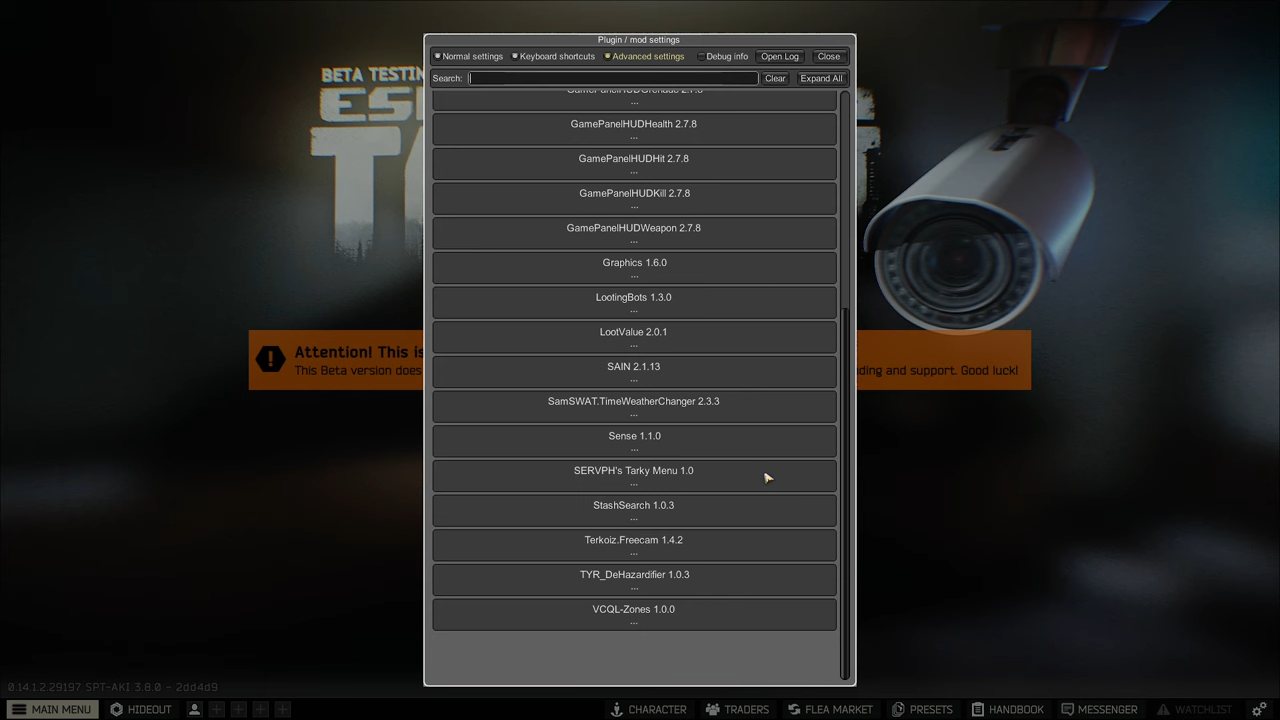 Plugin / mod settings
Normal settings Keyboard shortcuts Advanced settings Debug info Open Log Close
Search: Clear Expand All
BETA TESTIN
GamePanelHUDGrenade 2.7.8
...
GamePanelHUDHealth 2.7.8
...
GamePanelHUDHit 2.7.8
...
GamePanelHUDKill 2.7.8
...
GamePanelHUDWeapon 2.7.8
...
Graphics 1.6.0
...
LootingBots 1.3.0
...
LootValue 2.0.1
...
Attention! This is
This Beta version does
ding and support. Good luck!
SAIN 2.1.13
...
SamSWAT.TimeWeatherChanger 2.3.3
...
Sense 1.1.0
...
SERVPH's Tarky Menu 1.0
...
StashSearch 1.0.3
...
Terkoiz.Freecam 1.4.2
...
TYR_DeHazardifier 1.0.3
...
VCQL-Zones 1.0.0
...
0.14.1.2.29197 SPT-AKI 3.8.0 - 2dd4d9
MAIN MENU HIDEOUT CHARACTER TRADERS FLEA MARKET PRESETS HANDBOOK MESSENGER WATCHLIST